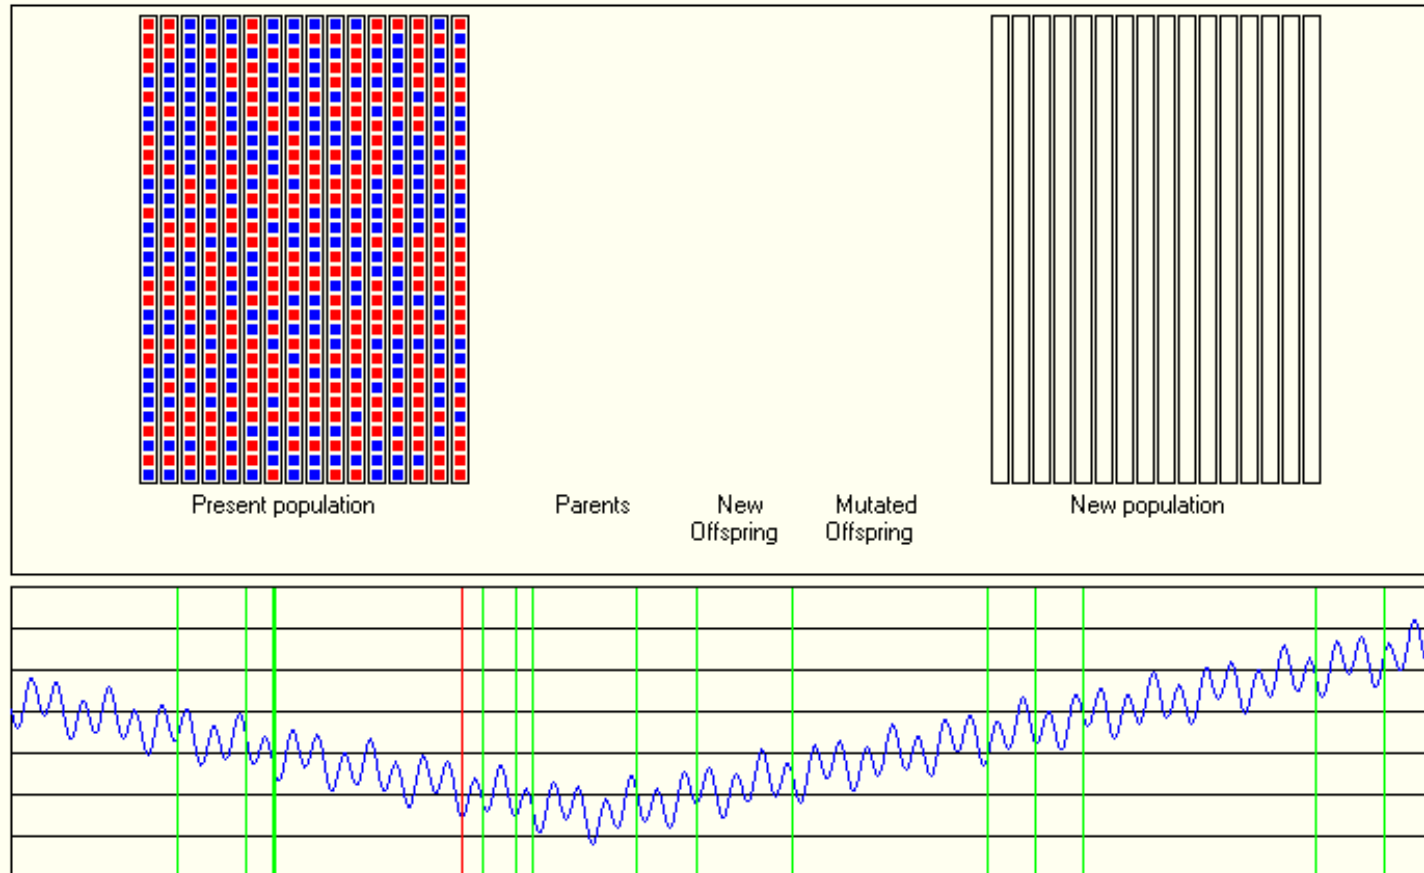 Present population
Parents
New
Offspring
Mutated
Offspring
New population